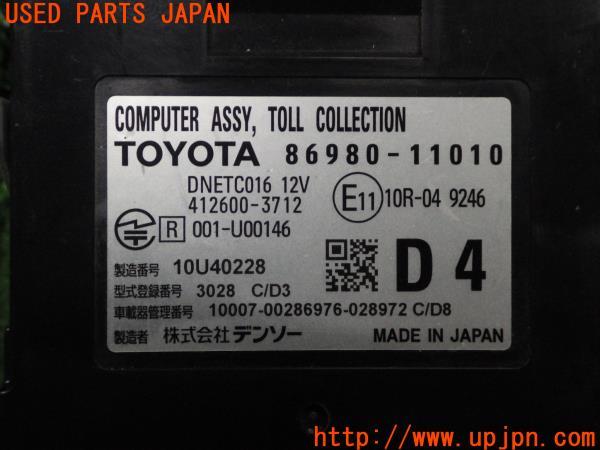 USED PARTS JAPAN
COMPUTER ASSY, TOLL COLLECTION
TOYOTA 86980-11010
DNETC016 12V
412600-3712
E11 10R-04 9246
R 001-U00146
D4
製造番号 10U40228
型式登録番号 3028 C/D3
車載器管理番号 10007-00286976-028972 C/D8
製造者 株式会社デンソー MADE IN JAPAN
UPJ
http://www.upjpn.com